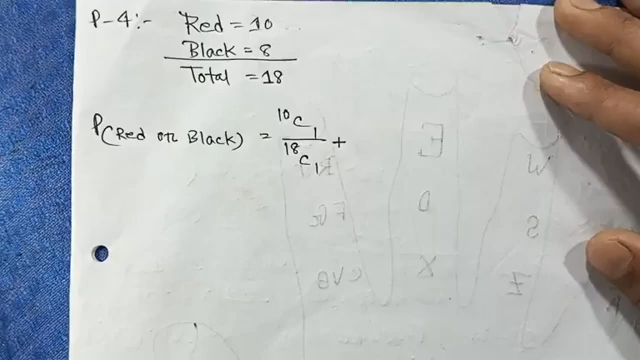 P-4:- Red = 10
Black = 8
Total = 18
P(Red or Black) = ¹⁰C₁ / ¹⁸C₁ +